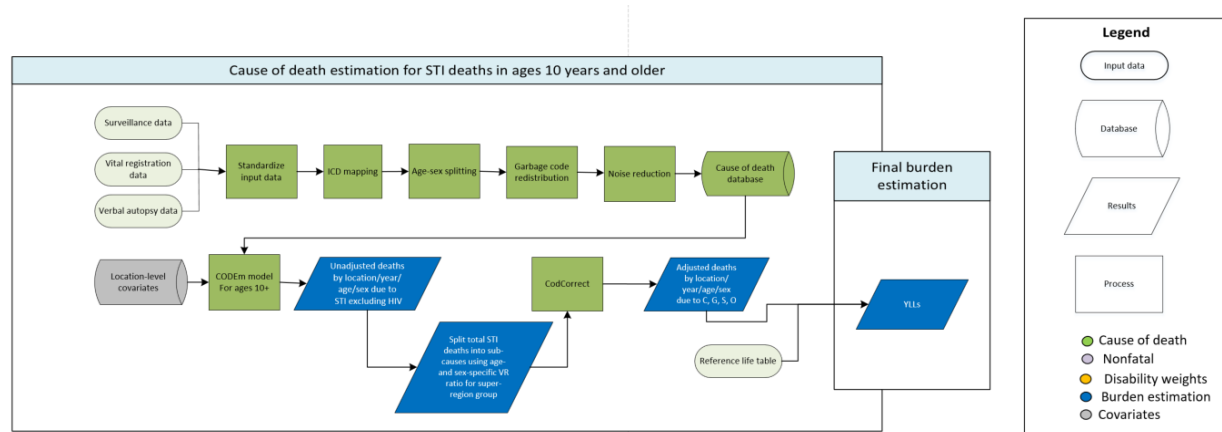 Cause of death estimation for STI deaths in ages 10 years and older
Surveillance data
Vital registration
data
Verbal autopsy data
Standardize
input data
ICD mapping
Age-sex splitting
Garbage code
redistribution
Noise reduction
Cause of death
database
Location-level
covariates
CODEm model
For ages 10+
Unadjusted deaths
by location/year/
age/sex due to
STI excluding HIV
Split total STI
deaths into sub-
causes using age-
and sex-specific VR
ratio for super-
region group
CodCorrect
Adjusted deaths
by location/
year/age/sex
due to C, G, S, O
Reference life table
Final burden
estimation
YLLs
Legend
Input data
Database
Results
Process
Cause of death
Nonfatal
Disability weights
Burden estimation
Covariates